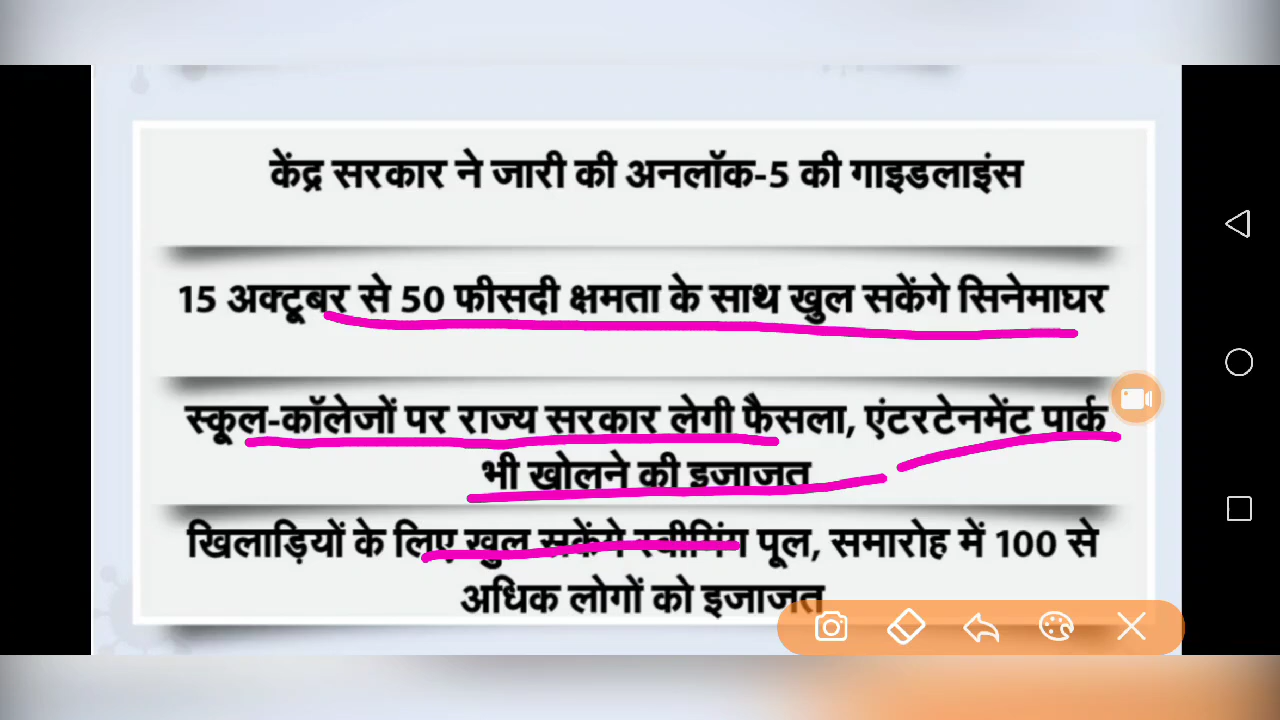 केंद्र सरकार ने जारी की अनलॉक-5 की गाइडलाइंस
15 अक्टूबर से 50 फीसदी क्षमता के साथ खुल सकेंगे सिनेमाघर
स्कूल-कॉलेजों पर राज्य सरकार लेगी फैसला, एंटरटेनमेंट पार्क
भी खोलने की इजाजत
खिलाड़ियों के लिए खुल सकेंगे स्वीमिंग पूल, समारोह में 100 से
अधिक लोगों को इजाजत